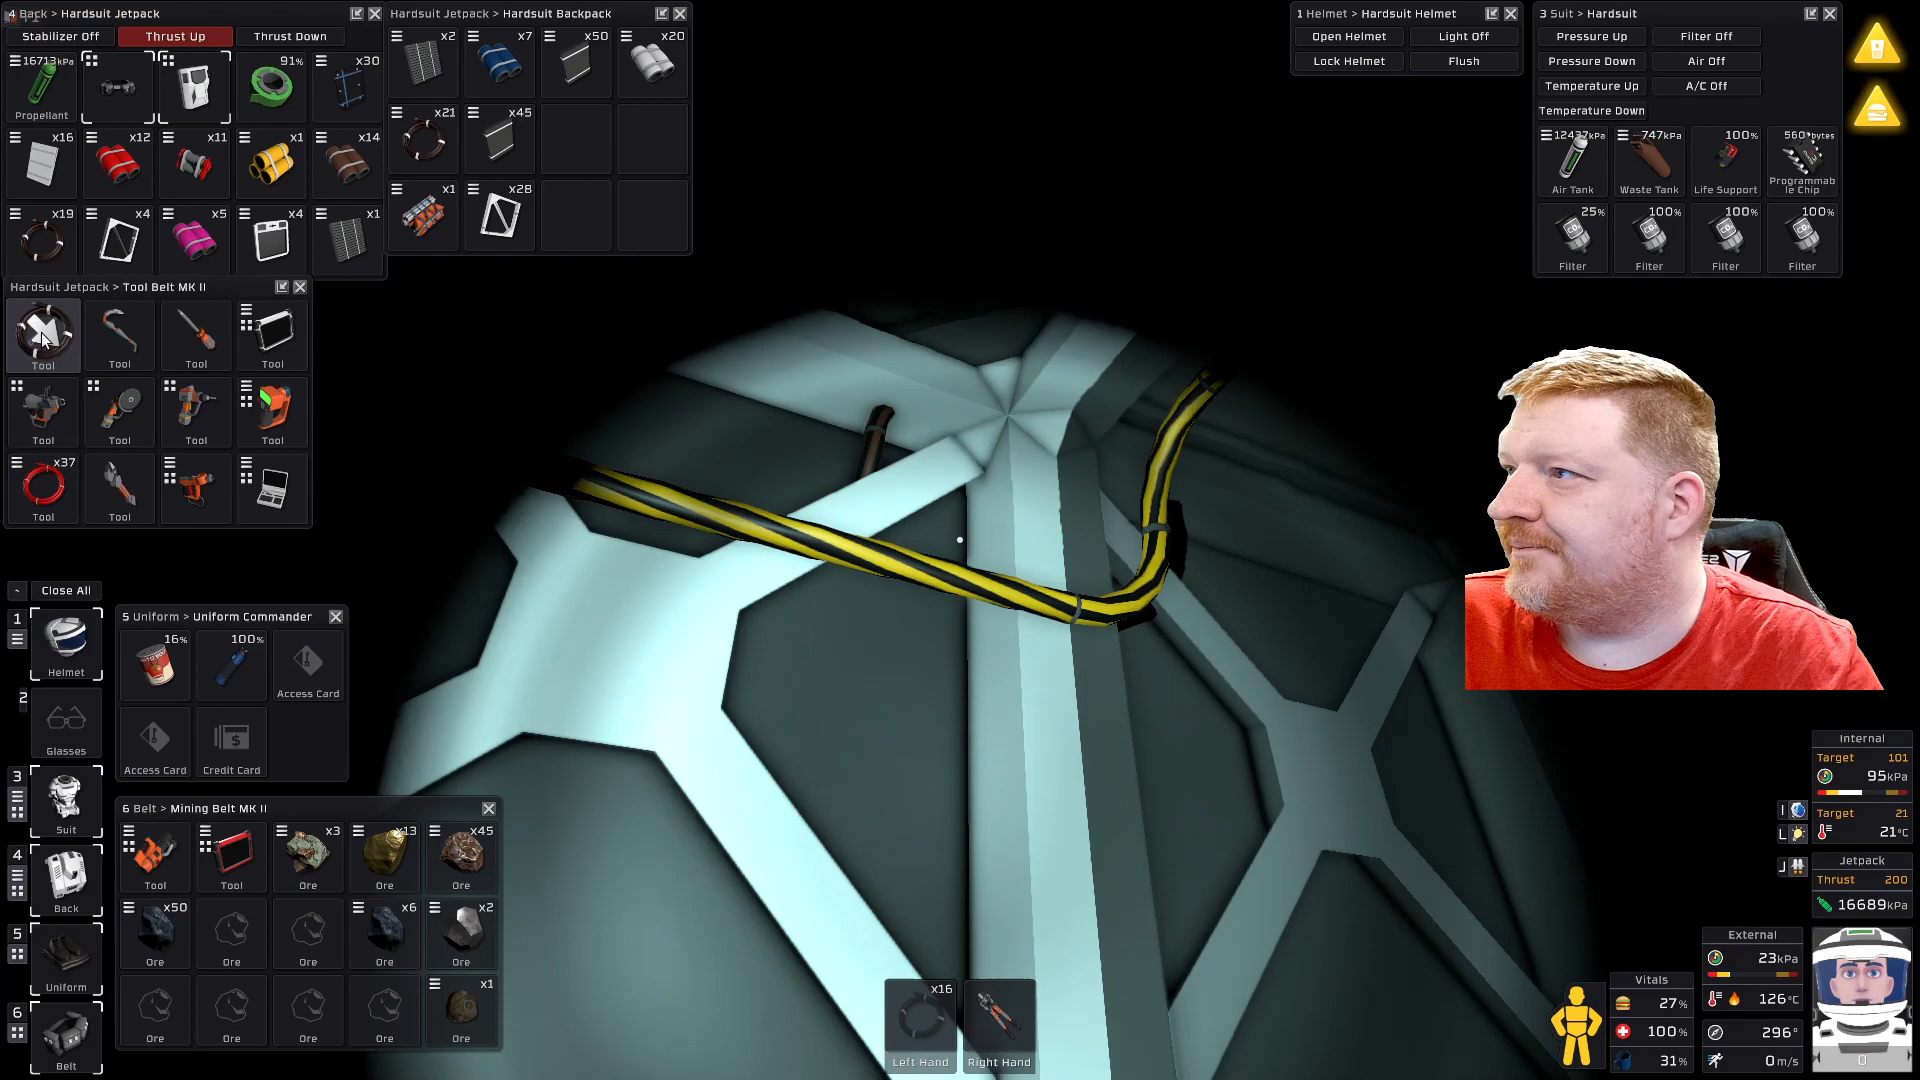 4 Back > Hardsuit Jetpack
Stabilizer Off
Thrust Up
Thrust Down
16713kPa
91%
x30
Propellant
x16
x12
x11
x1
x14
x19
x4
x5
x4
x1
Hardsuit Jetpack > Hardsuit Backpack
x2
x7
x50
x20
x21
x45
x1
x28
Hardsuit Jetpack > Tool Belt MK II
Tool
Tool
Tool
Tool
Tool
Tool
Tool
Tool
x37
Tool
Tool
1 Helmet > Hardsuit Helmet
Open Helmet
Light Off
Lock Helmet
Flush
3 Suit > Hardsuit
Pressure Up
Filter Off
Pressure Down
Air Off
Temperature Up
A/C Off
Temperature Down
12437kPa
747kPa
100%
560 bytes
Air Tank
Waste Tank
Life Support
Programmab
le Chip
25%
100%
100%
100%
Filter
Filter
Filter
Filter
~
Close All
1
Helmet
2
Glasses
3
Suit
4
Back
5
Uniform
6
Belt
5 Uniform > Uniform Commander
16%
100%
Access Card
Access Card
Credit Card
6 Belt > Mining Belt MK II
x3
x13
x45
Tool
Tool
Ore
Ore
Ore
x50
x6
x2
Ore
Ore
Ore
Ore
Ore
x1
Ore
Ore
Ore
Ore
Ore
x16
Left Hand
Right Hand
Internal
Target 101
95kPa
Target 21
21°C
I
L
J
Jetpack
Thrust 200
16689kPa
External
23kPa
126°C
296°
0m/s
Vitals
27%
100%
31%
0